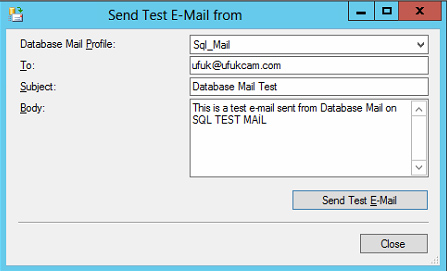 Send Test E-Mail from
Database Mail Profile: Sql_Mail
To: ufuk@ufukcam.com
Subject: Database Mail Test
Body: This is a test e-mail sent from Database Mail on
SQL TEST MAİL
Send Test E-Mail
Close